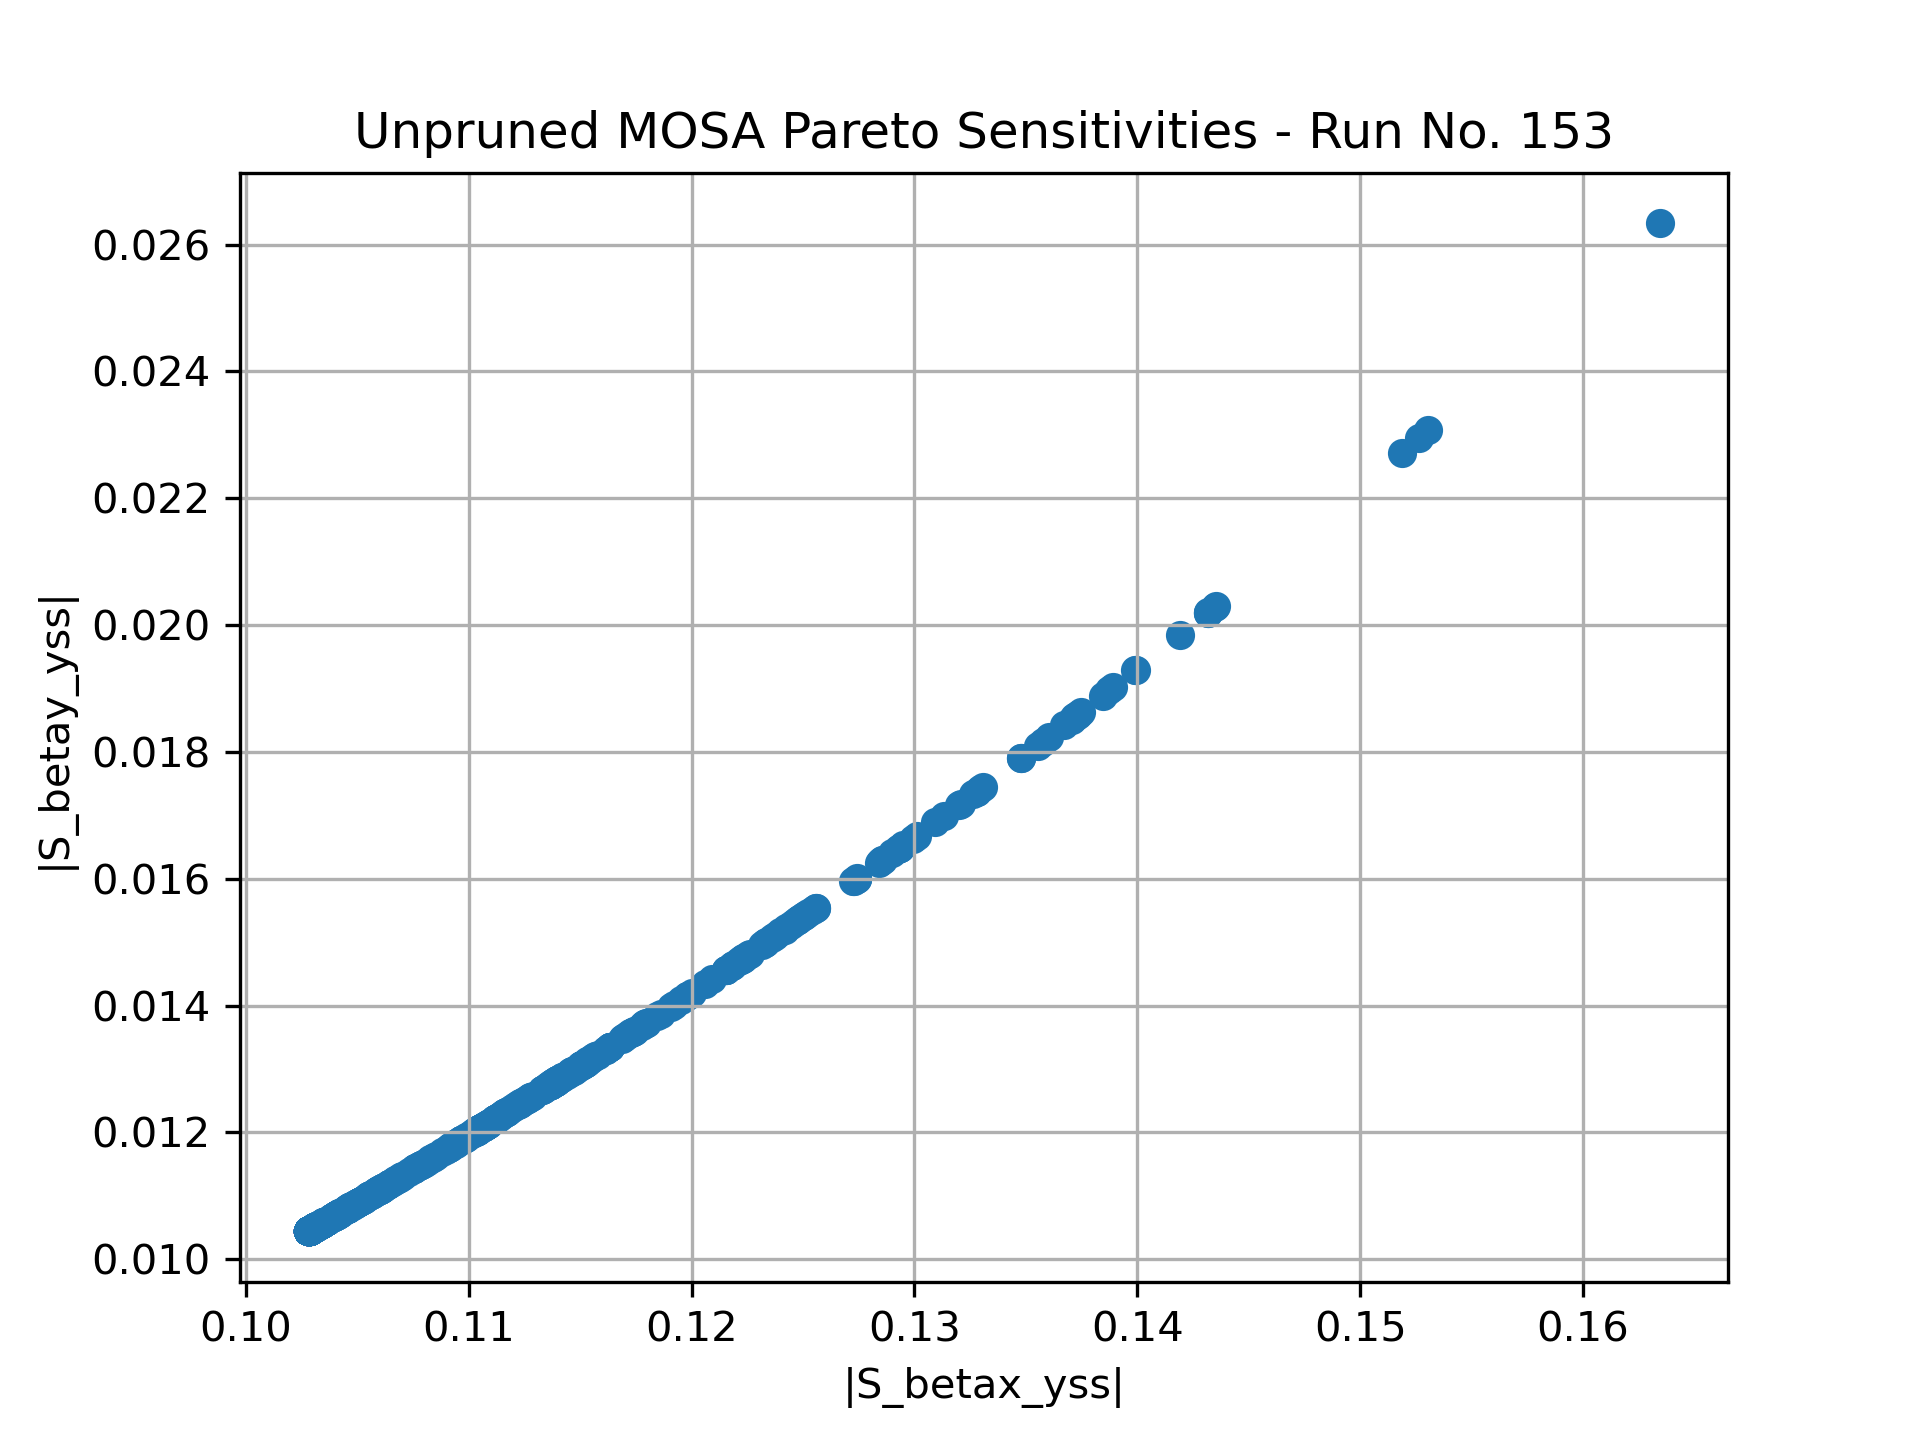 Unpruned MOSA Pareto Sensitivities - Run No. 153
|S_betay_yss|
0.026
0.024
0.022
0.020
0.018
0.016
0.014
0.012
0.010
0.10 0.11 0.12 0.13 0.14 0.15 0.16
|S_betax_yss|